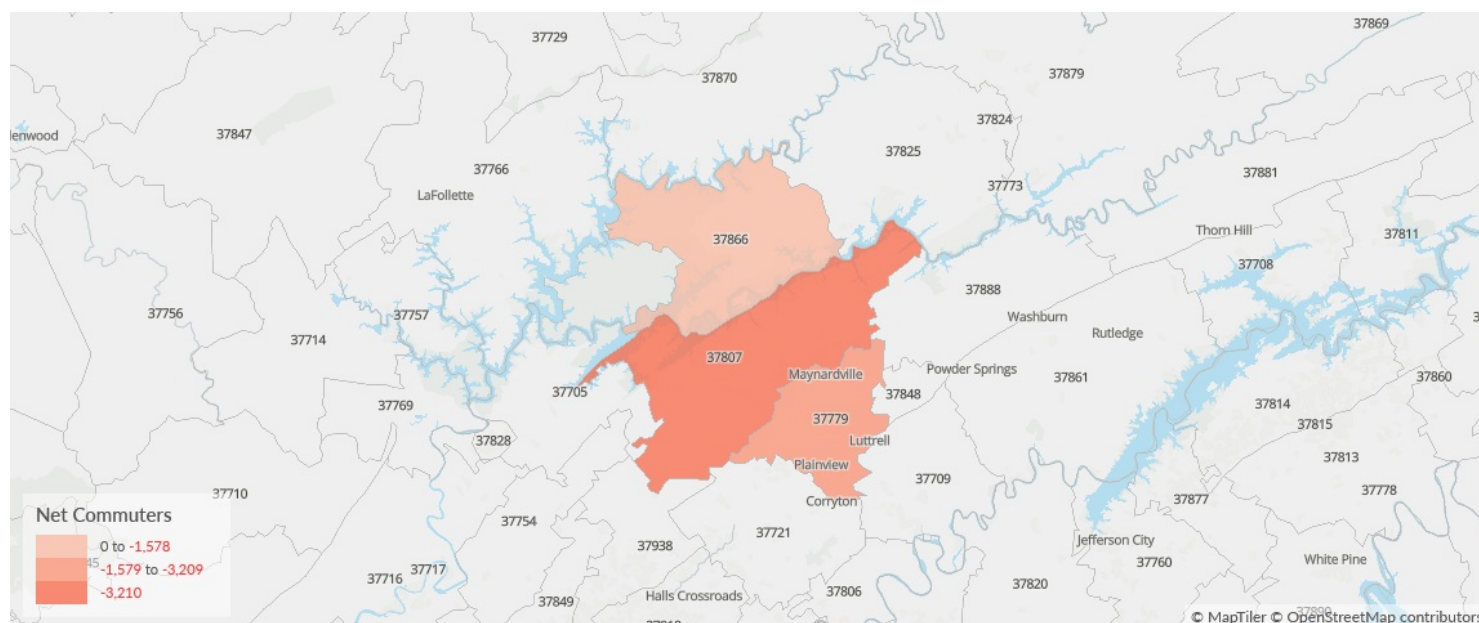 37869
37729
37870
37879
37824
lenwood
37847
37825
37766
37881
37773
LaFollette
Thorn Hill
37811
37866
37708
37888
37756
37757
Washburn
Rutledge
37714
37807
Powder Springs
Maynardville
37861
37860
37705
37848
37769
37814
37779
37815
37828
Luttrell
37813
Plainview
37709
37778
37710
Corryton
37877
Net Commuters
37754
37721
0 to -1,578
37938
Jefferson City
White Pine
45
-1,579 to -3,209
37760
37717
37716
37820
-3,210
37806
Halls Crossroads
37849
© MapTiler © OpenStreetMap contributors